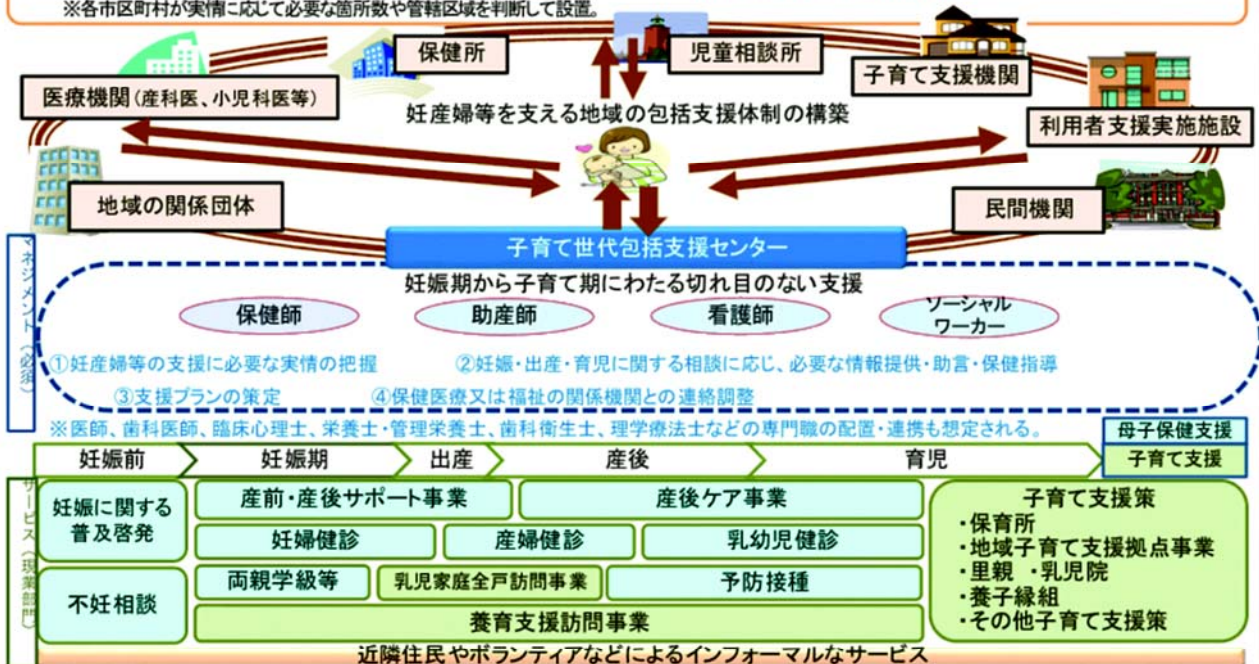 ※各市区町村が実情に応じて必要な箇所数や管轄区域を判断して設置。
保健所
児童相談所
子育て支援機関
医療機関(産科医、小児科医等)
妊産婦等を支える地域の包括支援体制の構築
利用者支援実施施設
地域の関係団体
民間機関
子育て世代包括支援センター
妊娠期から子育て期にわたる切れ目のない支援
マネジメント(必須)
保健師
助産師
看護師
ソーシャル
ワーカー
①妊産婦等の支援に必要な実情の把握
②妊娠・出産・育児に関する相談に応じ、必要な情報提供・助言・保健指導
③支援プランの策定
④保健医療又は福祉の関係機関との連絡調整
※医師、歯科医師、臨床心理士、栄養士・管理栄養士、歯科衛生士、理学療法士などの専門職の配置・連携も想定される。
母子保健支援
子育て支援
妊娠前
妊娠期
出産
産後
育児
サービス(現業部門)
妊娠に関する
普及啓発
産前・産後サポート事業
産後ケア事業
妊婦健診
産婦健診
乳幼児健診
不妊相談
両親学級等
乳児家庭全戸訪問事業
予防接種
養育支援訪問事業
子育て支援策
・保育所
・地域子育て支援拠点事業
・里親 ・乳児院
・養子縁組
・その他子育て支援策
近隣住民やボランティアなどによるインフォーマルなサービス